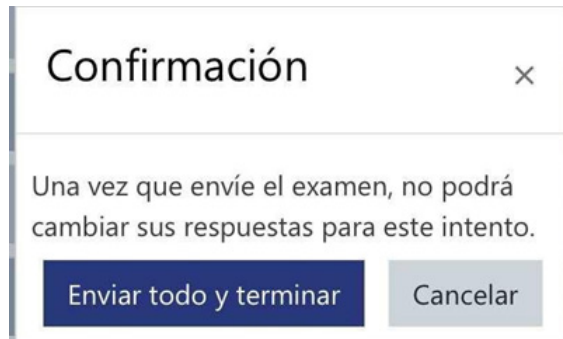 Confirmación ×
Una vez que envíe el examen, no podrá
cambiar sus respuestas para este intento.
Enviar todo y terminar Cancelar